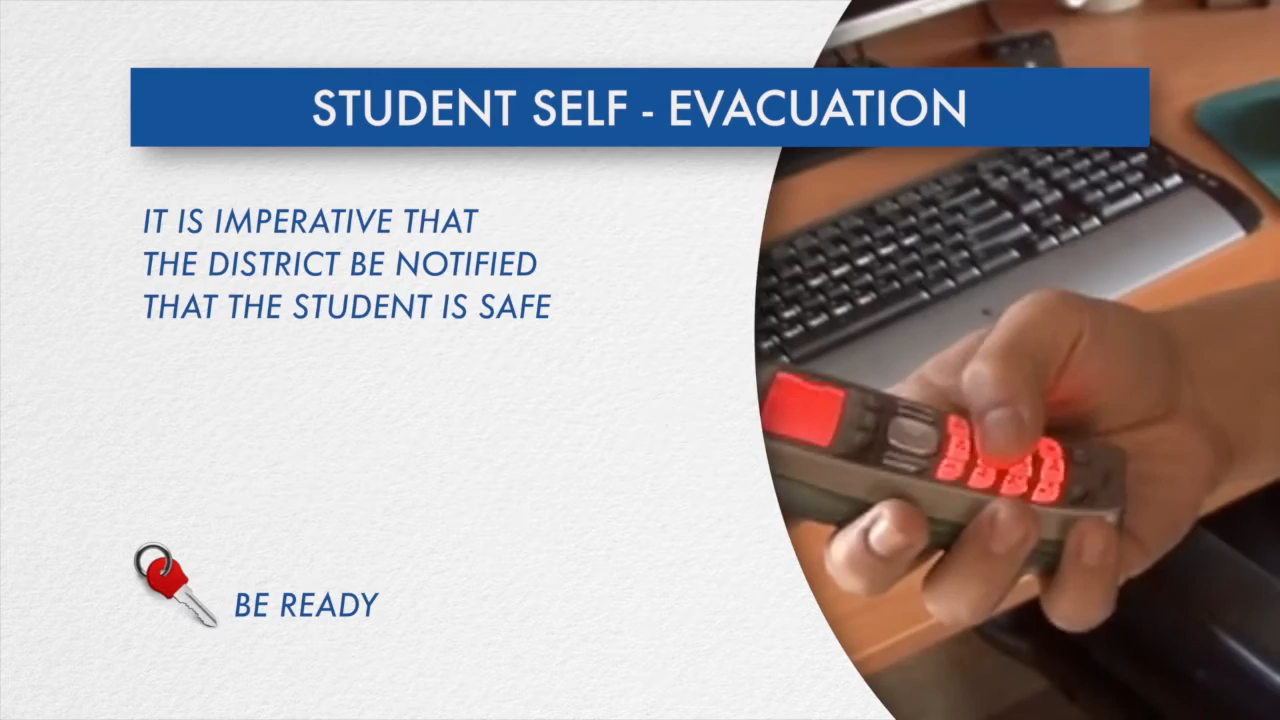 STUDENT SELF - EVACUATION
IT IS IMPERATIVE THAT
THE DISTRICT BE NOTIFIED
THAT THE STUDENT IS SAFE
BE READY